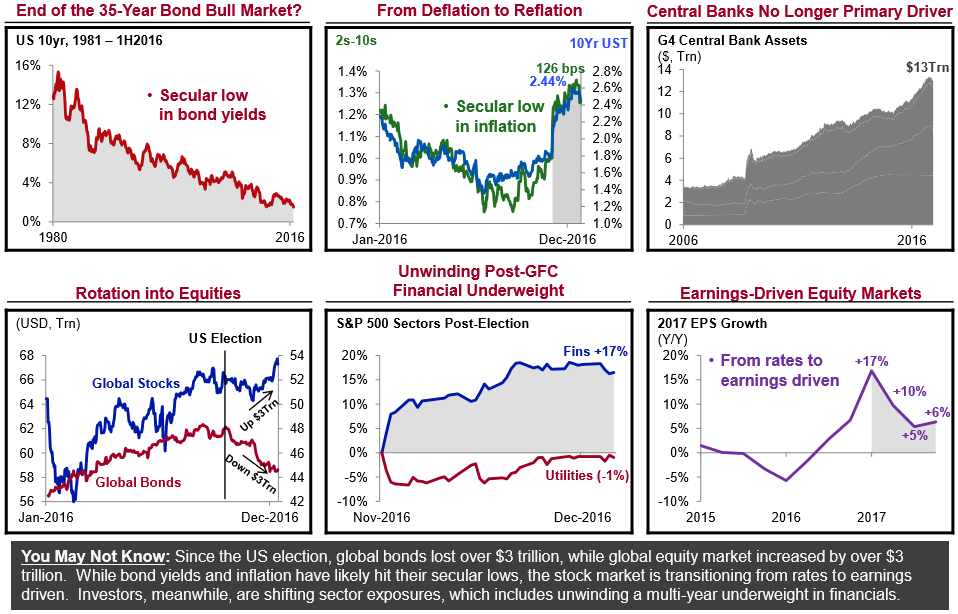 End of the 35-Year Bond Bull Market?
US 10yr, 1981 – 1H2016
16%
12%
8%
4%
0%
• Secular low
in bond yields
1980
2016
From Deflation to Reflation
2s-10s
10Yr UST
126 bps
2.44%
1.4%
1.3%
1.2%
1.1%
1.0%
0.9%
0.8%
0.7%
• Secular low
in inflation
2.8%
2.6%
2.4%
2.2%
2.0%
1.8%
1.6%
1.4%
1.2%
1.0%
Jan-2016
Dec-2016
Central Banks No Longer Primary Driver
G4 Central Bank Assets
($, Trn)
$13Trn
14
12
10
8
6
4
2
0
2006
2016
Rotation into Equities
(USD, Trn)
US Election
68
66
64
62
60
58
56
Global Stocks
Up $3Trn
Global Bonds
Down $3Trn
54
52
50
48
46
44
42
Jan-2016
Dec-2016
Unwinding Post-GFC
Financial Underweight
S&P 500 Sectors Post-Election
20%
15%
10%
5%
0%
-5%
-10%
Fins +17%
Utilities (-1%)
Nov-2016
Dec-2016
Earnings-Driven Equity Markets
2017 EPS Growth
(Y/Y)
20%
15%
10%
5%
0%
-5%
-10%
• From rates to
earnings driven
+17%
+10%
+5%
+6%
2015
2016
2017
You May Not Know: Since the US election, global bonds lost over $3 trillion, while global equity market increased by over $3
trillion. While bond yields and inflation have likely hit their secular lows, the stock market is transitioning from rates to earnings
driven. Investors, meanwhile, are shifting sector exposures, which includes unwinding a multi-year underweight in financials.